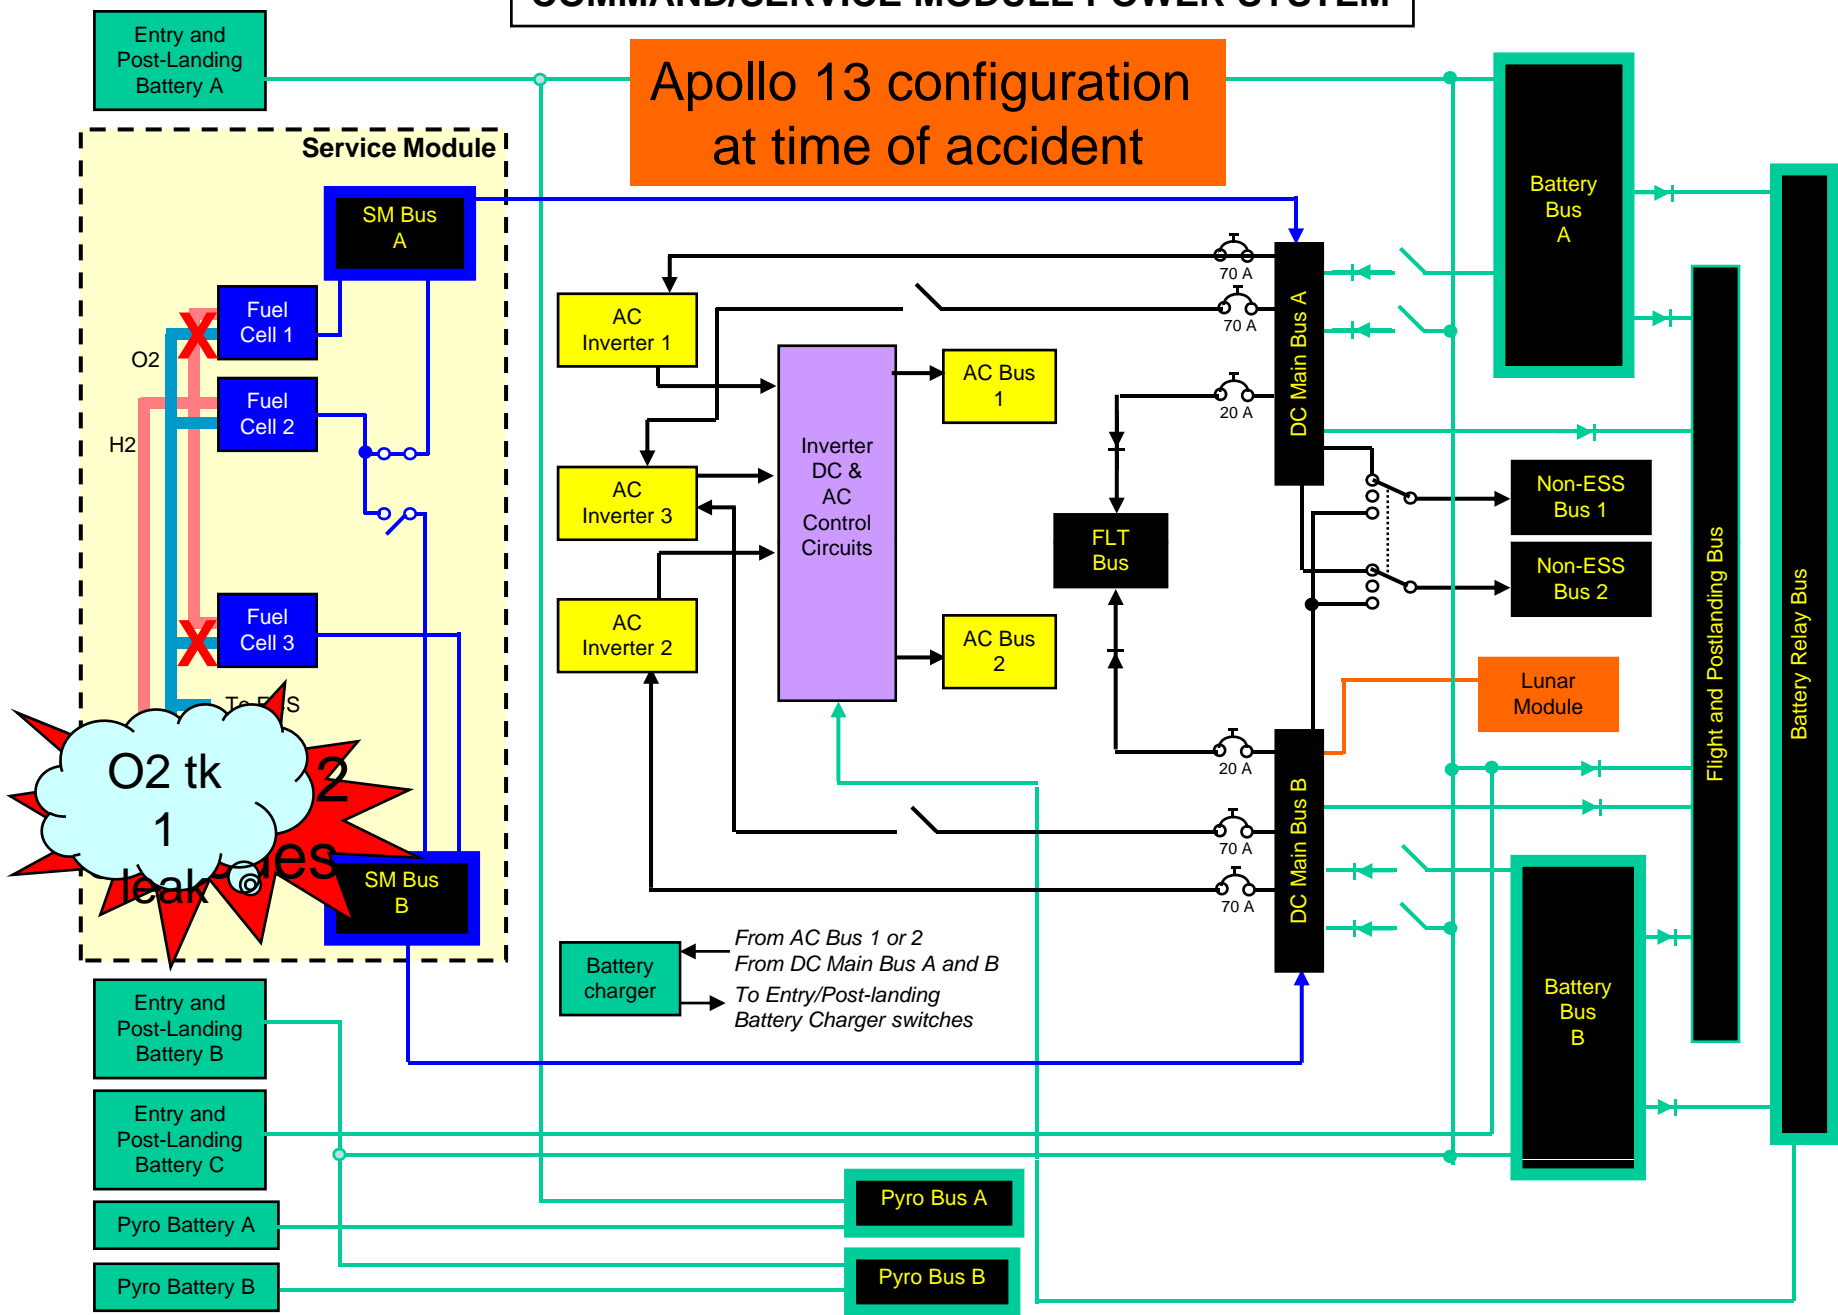 COMMAND/SERVICE MODULE POWER SYSTEM
Apollo 13 configuration
at time of accident
Entry and
Post-Landing
Battery A
Service Module
SM Bus
A
Fuel
Cell 1
X
O2
Fuel
Cell 2
H2
Fuel
Cell 3
X
O2 tk
1
leak
2
SM Bus
B
AC
Inverter 1
AC
Inverter 3
AC
Inverter 2
Inverter
DC &
AC
Control
Circuits
AC Bus
1
AC Bus
2
70 A
70 A
20 A
FLT
Bus
20 A
70 A
70 A
DC Main Bus A
DC Main Bus B
Battery
Bus
A
Non-ESS
Bus 1
Non-ESS
Bus 2
Lunar
Module
Battery
Bus
B
Flight and Postlanding Bus
Battery Relay Bus
Battery
charger
From AC Bus 1 or 2
From DC Main Bus A and B
To Entry/Post-landing
Battery Charger switches
Entry and
Post-Landing
Battery B
Entry and
Post-Landing
Battery C
Pyro Battery A
Pyro Battery B
Pyro Bus A
Pyro Bus B